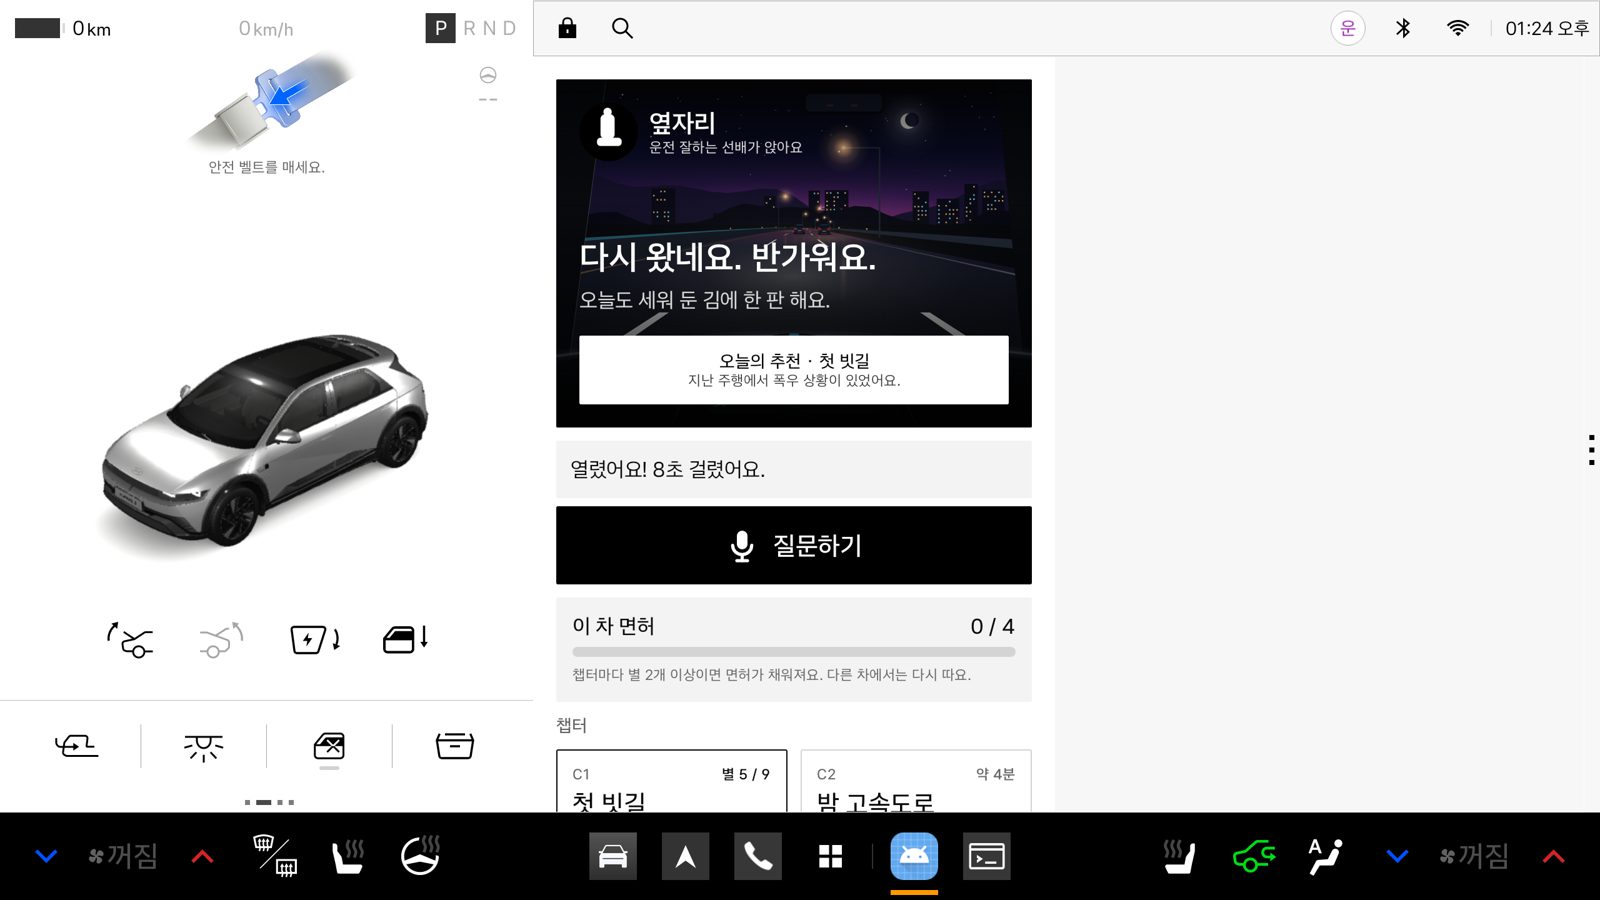 0 km
0 km/h
P R N D
안전 벨트를 매세요.
--
운
01:24 오후
옆자리
운전 잘하는 선배가 앉아요
다시 왔네요. 반가워요.
오늘도 세워 둔 김에 한 판 해요.
오늘의 추천 · 첫 빗길
지난 주행에서 폭우 상황이 있었어요.
열렸어요! 8초 걸렸어요.
질문하기
이 차 면허
0 / 4
챕터마다 별 2개 이상이면 면허가 채워져요. 다른 차에서는 다시 따요.
챕터
C1
별 5 / 9
첫 빗길
C2
약 4분
밤 고속도로
꺼짐
A
꺼짐